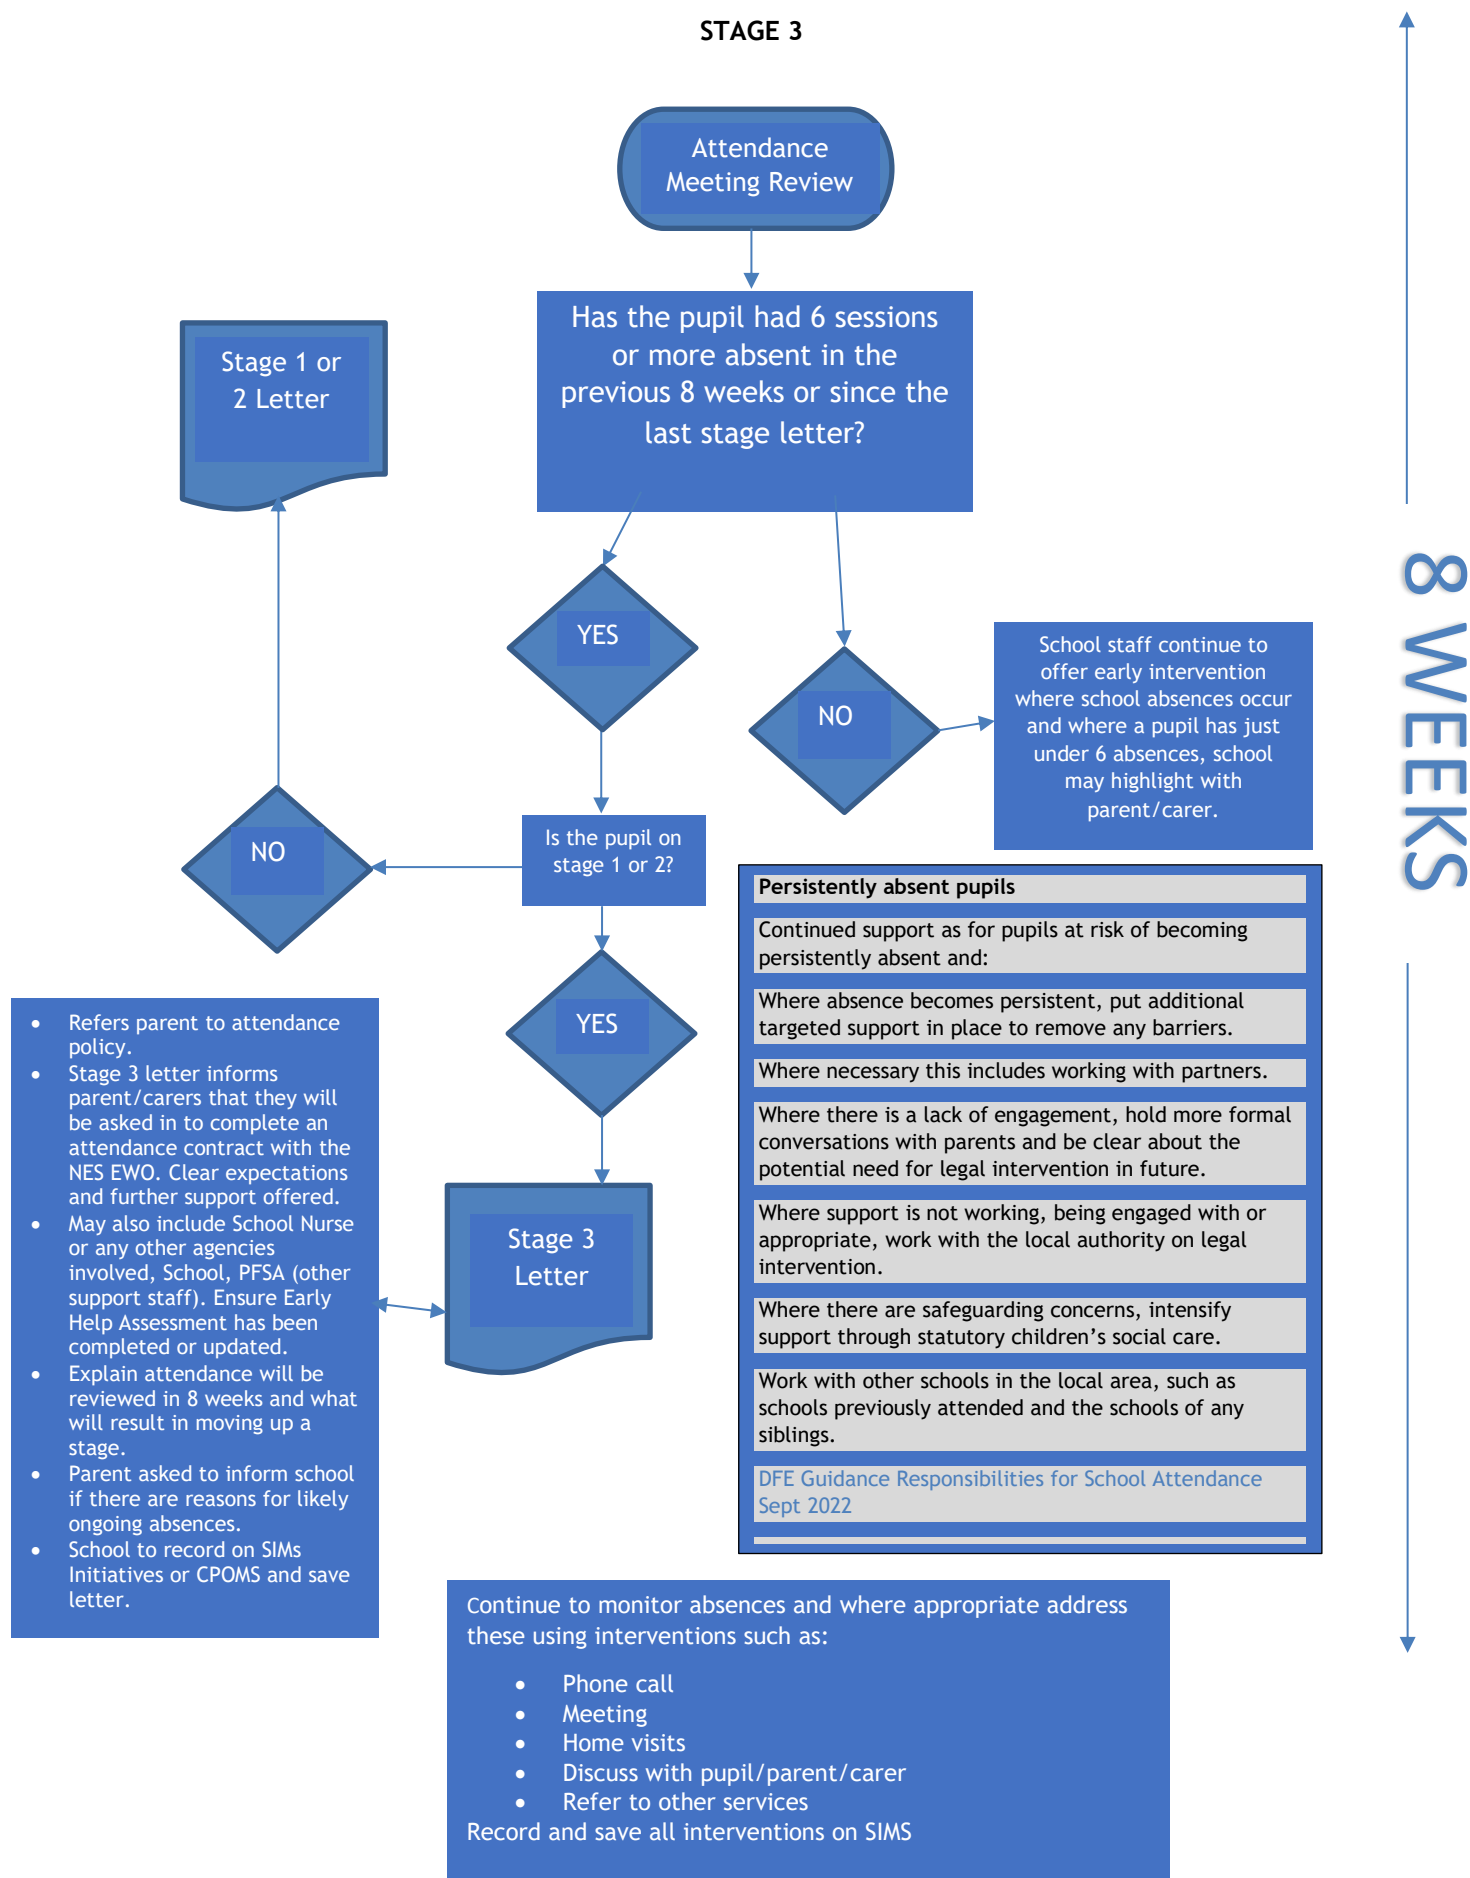 STAGE 3
Attendance
Meeting Review
Has the pupil had 6 sessions
or more absent in the
previous 8 weeks or since the
last stage letter?
Stage 1 or
2 Letter
YES
NO
School staff continue to
offer early intervention
where school absences occur
and where a pupil has just
under 6 absences, school
may highlight with
parent/carer.
8 WEEKS
Is the pupil on
stage 1 or 2?
NO
YES
Stage 3
Letter
• Refers parent to attendance
policy.
• Stage 3 letter informs
parent/carers that they will
be asked in to complete an
attendance contract with the
NES EWO. Clear expectations
and further support offered.
• May also include School Nurse
or any other agencies
involved, School, PFSA (other
support staff). Ensure Early
Help Assessment has been
completed or updated.
• Explain attendance will be
reviewed in 8 weeks and what
will result in moving up a
stage.
• Parent asked to inform school
if there are reasons for likely
ongoing absences.
• School to record on SIMs
Initiatives or CPOMS and save
letter.
Persistently absent pupils
Continued support as for pupils at risk of becoming
persistently absent and:
Where absence becomes persistent, put additional
targeted support in place to remove any barriers.
Where necessary this includes working with partners.
Where there is a lack of engagement, hold more formal
conversations with parents and be clear about the
potential need for legal intervention in future.
Where support is not working, being engaged with or
appropriate, work with the local authority on legal
intervention.
Where there are safeguarding concerns, intensify
support through statutory children’s social care.
Work with other schools in the local area, such as
schools previously attended and the schools of any
siblings.
DFE Guidance Responsibilities for School Attendance
Sept 2022
Continue to monitor absences and where appropriate address
these using interventions such as:
• Phone call
• Meeting
• Home visits
• Discuss with pupil/parent/carer
• Refer to other services
Record and save all interventions on SIMS